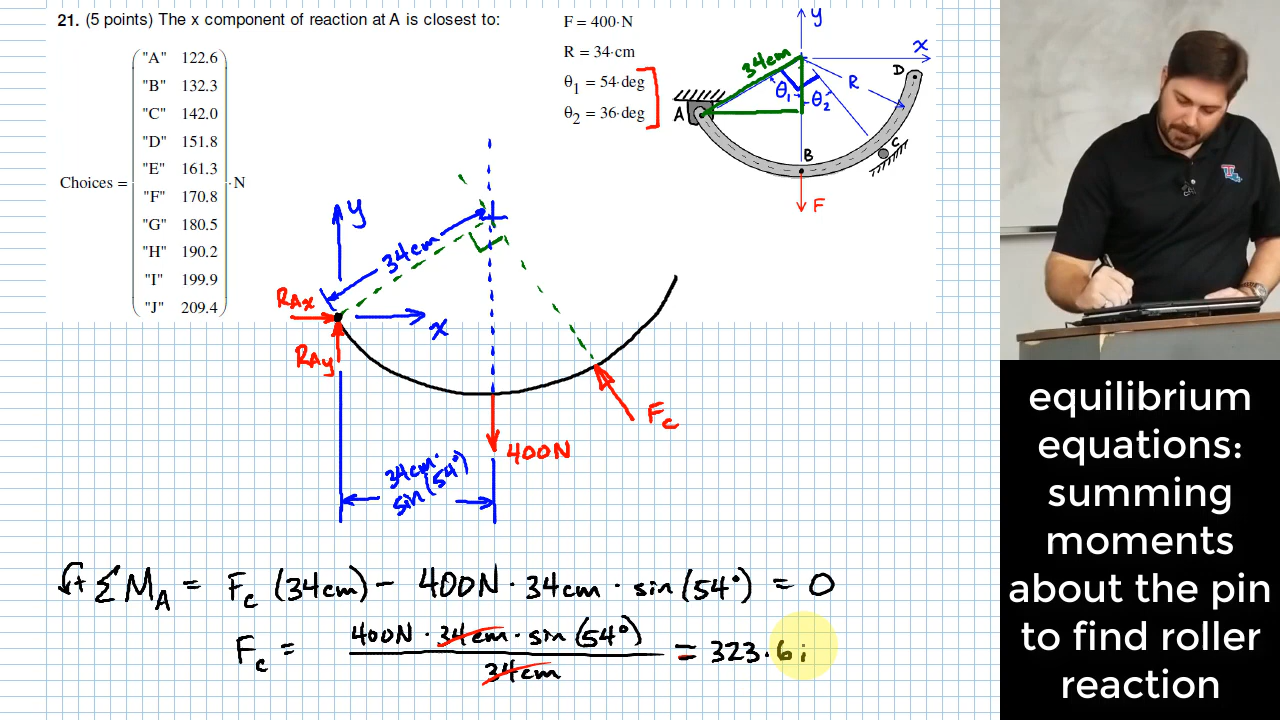 21. (5 points) The x component of reaction at A is closest to:
Choices =
"A" 122.6
"B" 132.3
"C" 142.0
"D" 151.8
"E" 161.3
"F" 170.8
"G" 180.5
"H" 190.2
"I" 199.9
"J" 209.4
· N
F = 400·N
R = 34·cm
θ1 = 54·deg
θ2 = 36·deg
y
x
34cm
D
R
θ1
θ2
A
C
B
F
y
34cm
RAx
x
RAy
Fc
400N
34cm·
sin(54°)
+ ΣMA = Fc (34cm) - 400N · 34cm · sin(54°) = 0
Fc = 400N · 34cm · sin(54°) / 34cm = 323.6
equilibrium
equations:
summing
moments
about the pin
to find roller
reaction